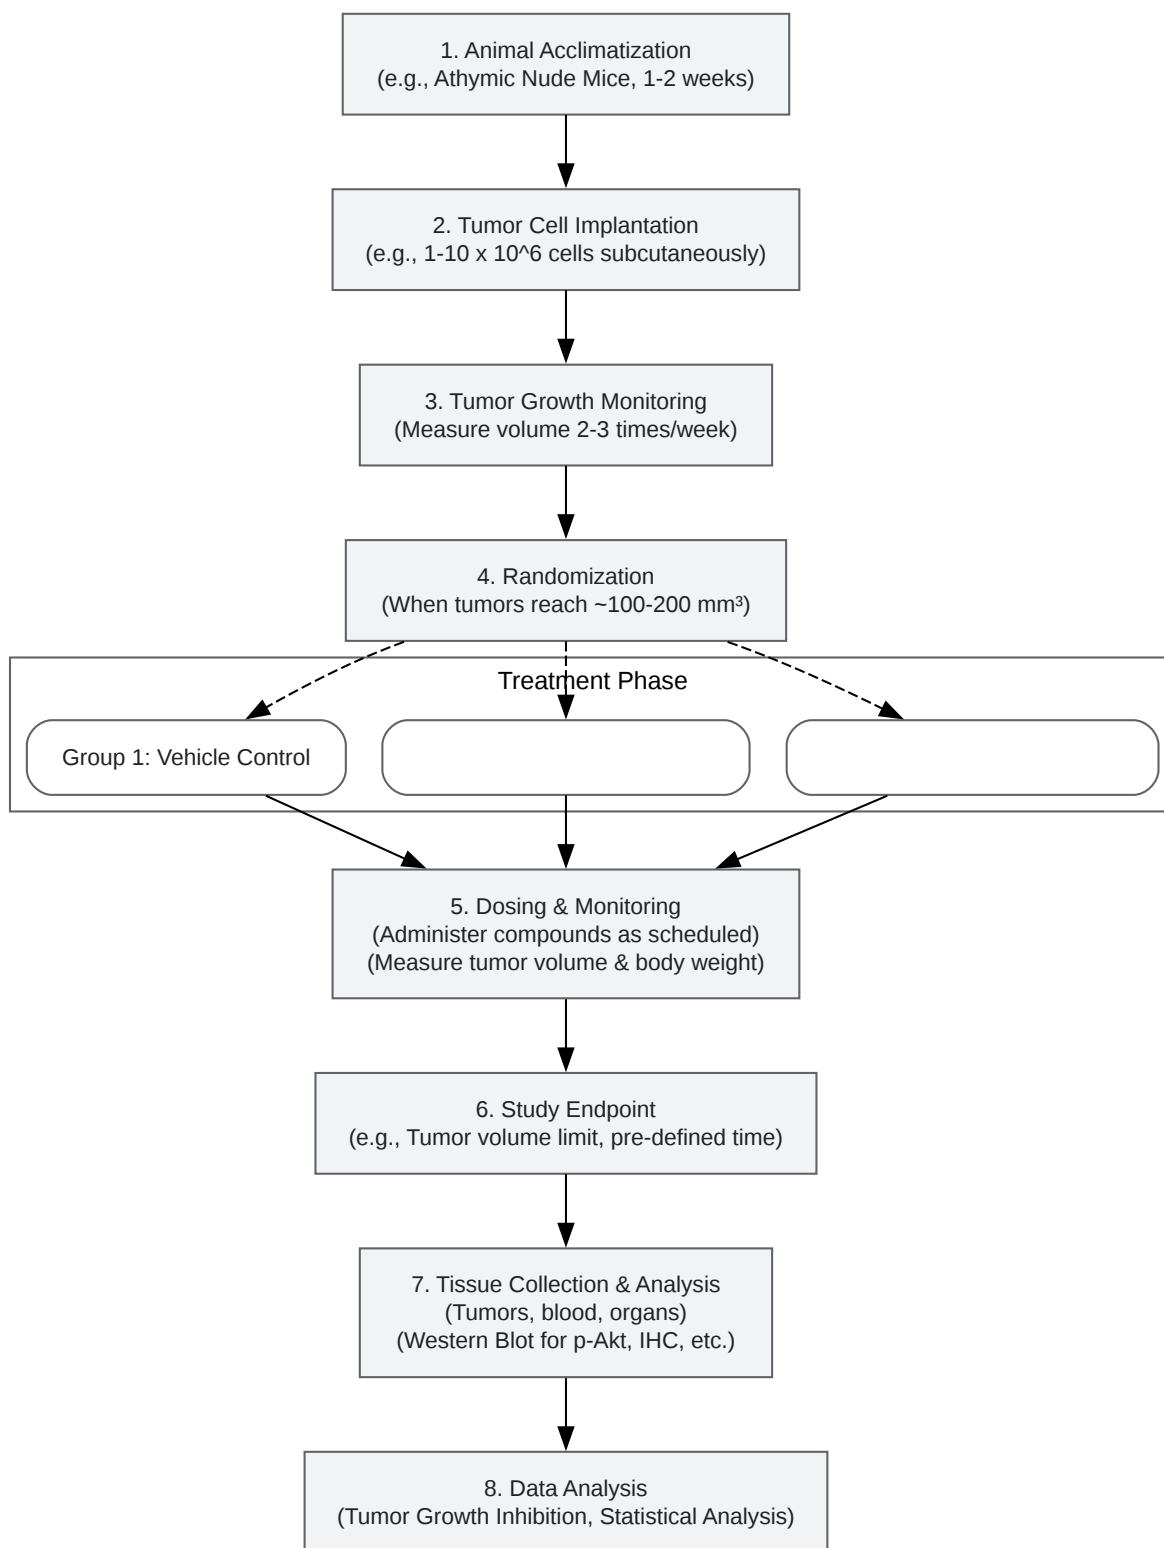 1. Animal Acclimatization
(e.g., Athymic Nude Mice, 1-2 weeks)
2. Tumor Cell Implantation
(e.g., 1-10 x 10^6 cells subcutaneously)
3. Tumor Growth Monitoring
(Measure volume 2-3 times/week)
4. Randomization
(When tumors reach ~100-200 mm³)
Treatment Phase
Group 1: Vehicle Control
5. Dosing & Monitoring
(Administer compounds as scheduled)
(Measure tumor volume & body weight)
6. Study Endpoint
(e.g., Tumor volume limit, pre-defined time)
7. Tissue Collection & Analysis
(Tumors, blood, organs)
(Western Blot for p-Akt, IHC, etc.)
8. Data Analysis
(Tumor Growth Inhibition, Statistical Analysis)